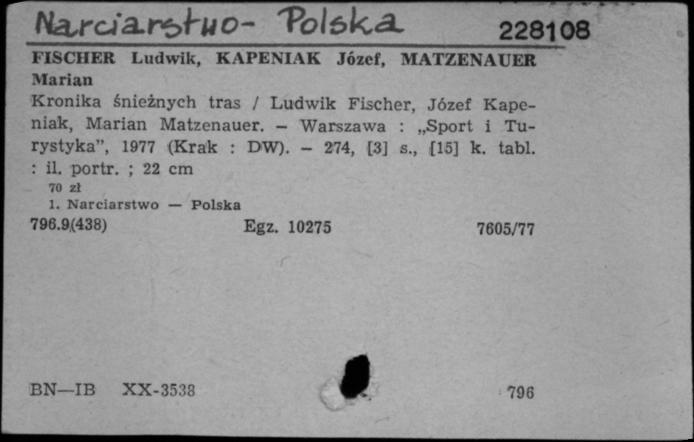 Narciarstwo- Polska
228108
FISCHER Ludwik, KAPENIAK Józef, MATZENAUER
Marian
Kronika śnieżnych tras / Ludwik Fischer, Józef Kape-
niak, Marian Matzenauer. — Warszawa : „Sport i Tu-
rystyka”, 1977 (Krak : DW). — 274, [3] s., [15] k. tabl.
: il. portr. ; 22 cm
70 zł
1. Narciarstwo — Polska
796.9(438) Egz. 10275 7605/77
BN—IB XX-3538 796